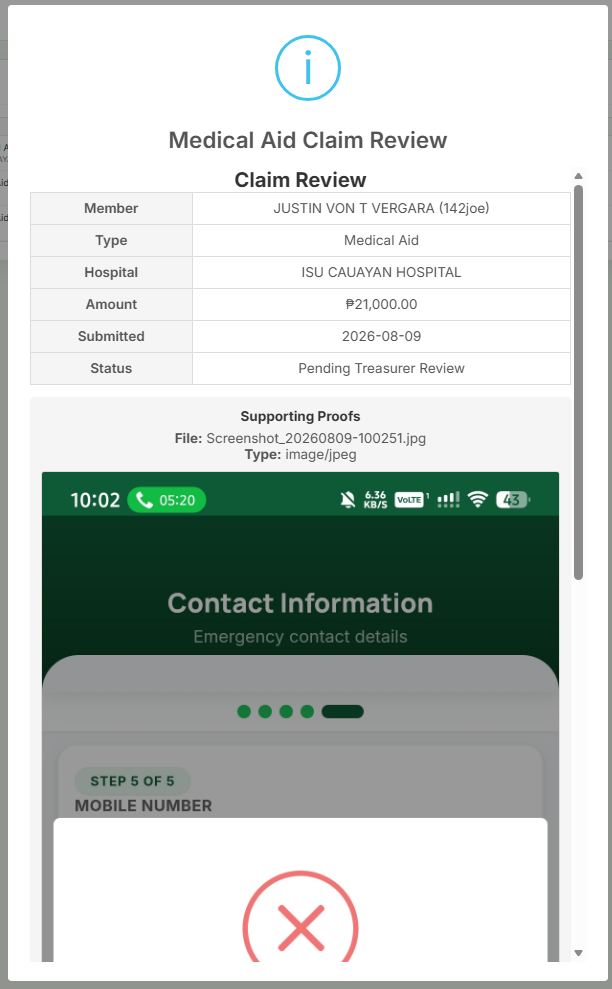 Medical Aid Claim Review
Claim Review
Member JUSTIN VON T VERGARA (142joe)
Type Medical Aid
Hospital ISU CAUAYAN HOSPITAL
Amount ₱21,000.00
Submitted 2026-08-09
Status Pending Treasurer Review
Supporting Proofs
File: Screenshot_20260809-100251.jpg
Type: image/jpeg
10:02 05:20 6.36 KB/S VoLTE 1 43
Contact Information
Emergency contact details
STEP 5 OF 5
MOBILE NUMBER